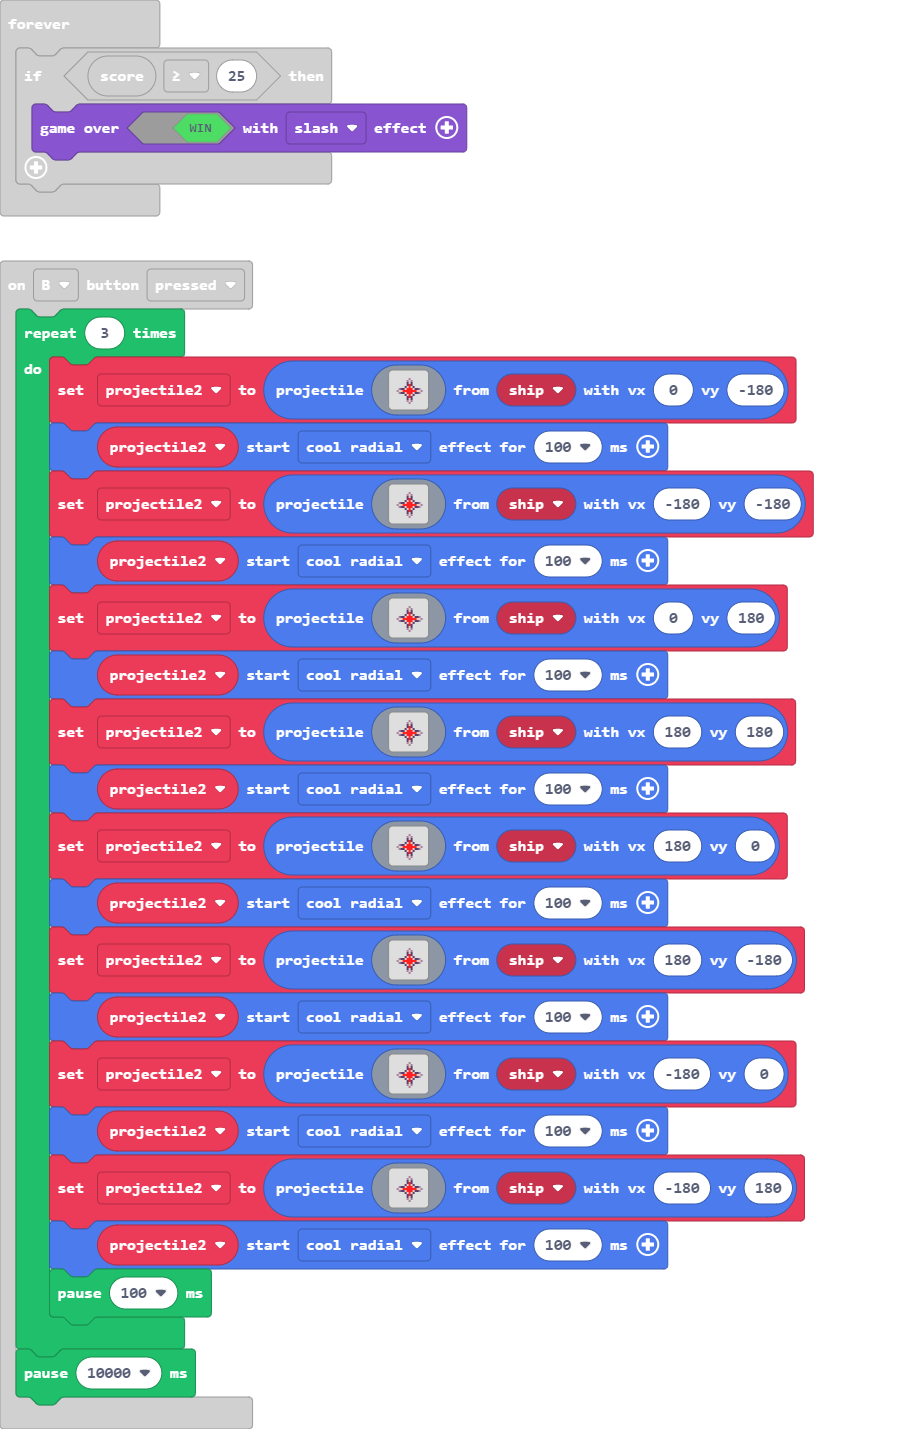 forever
if score ≥ 25 then
game over WIN with slash effect
on B button pressed
repeat 3 times
do
set projectile2 to projectile from ship with vx 0 vy -180
projectile2 start cool radial effect for 100 ms
set projectile2 to projectile from ship with vx -180 vy -180
projectile2 start cool radial effect for 100 ms
set projectile2 to projectile from ship with vx 0 vy 180
projectile2 start cool radial effect for 100 ms
set projectile2 to projectile from ship with vx 180 vy 180
projectile2 start cool radial effect for 100 ms
set projectile2 to projectile from ship with vx 180 vy 0
projectile2 start cool radial effect for 100 ms
set projectile2 to projectile from ship with vx 180 vy -180
projectile2 start cool radial effect for 100 ms
set projectile2 to projectile from ship with vx -180 vy 0
projectile2 start cool radial effect for 100 ms
set projectile2 to projectile from ship with vx -180 vy 180
projectile2 start cool radial effect for 100 ms
pause 100 ms
pause 10000 ms